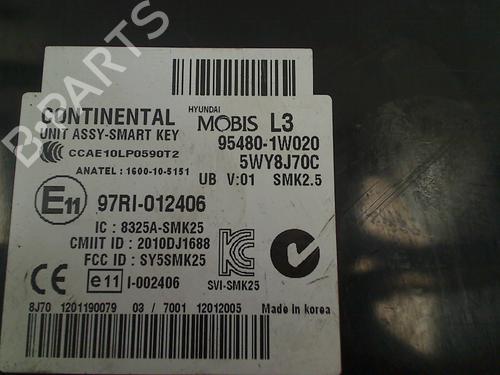 B-PARTS
CONTINENTAL
UNIT ASSY-SMART KEY
HYUNDAI
MOBIS L3
95480-1W020
5WY8J70C
CCAE10LP0590T2
ANATEL : 1600-10-5151
UB V:01 SMK2.5
E11 97RI-012406
IC : 8325A-SMK25
CMIIT ID : 2010DJ1688
FCC ID : SY5SMK25
CE e11 I-002406
SVI-SMK25
8J70 1201190079 03 / 7001 12012005 Made in korea